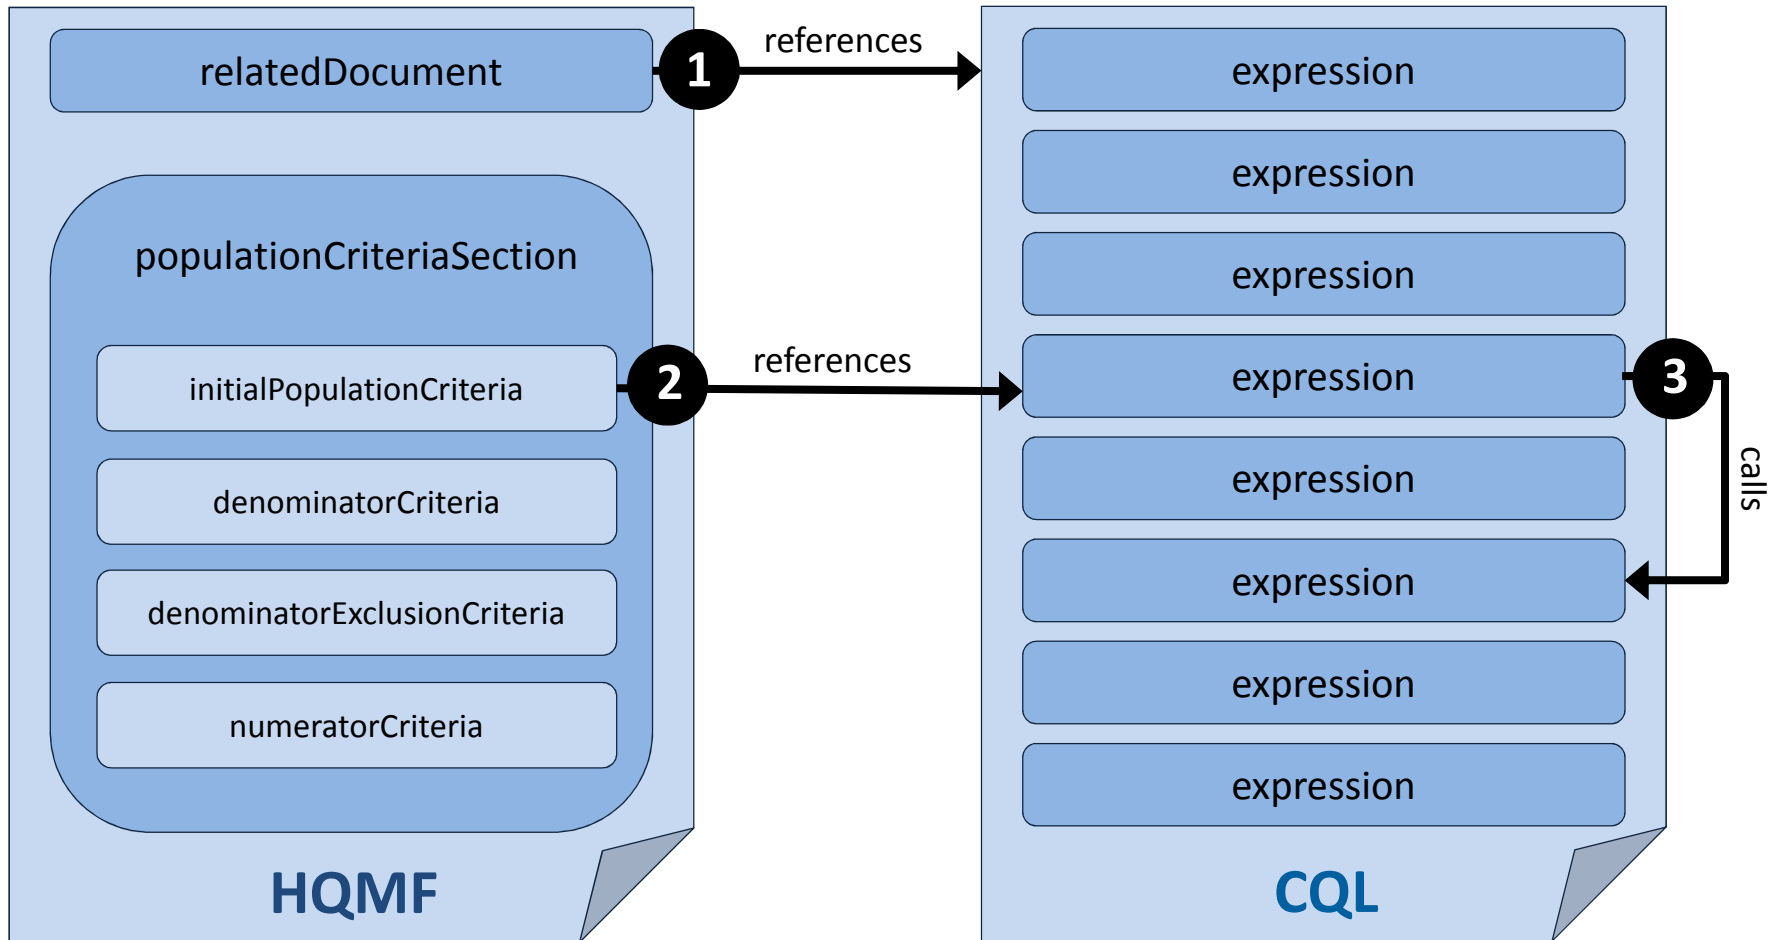 relatedDocument
1
references
populationCriteriaSection
initialPopulationCriteria
2
references
denominatorCriteria
denominatorExclusionCriteria
numeratorCriteria
HQMF
expression
expression
expression
expression
3
calls
expression
expression
expression
expression
CQL